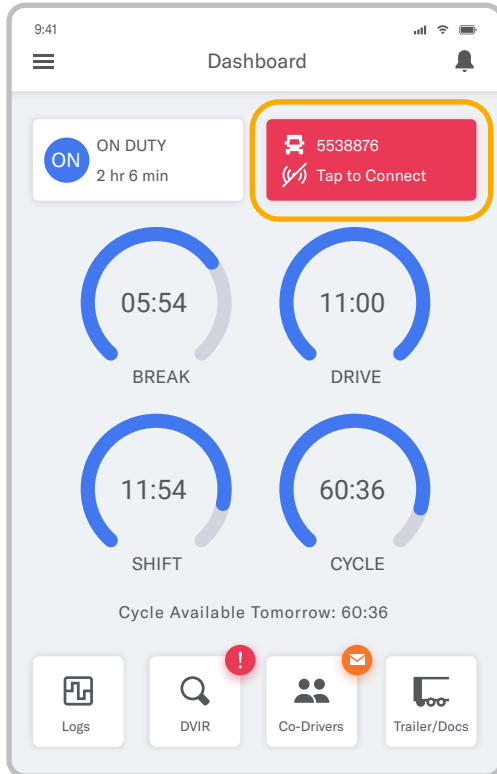 9:41
Dashboard
ON
ON DUTY
2 hr 6 min
5538876
Tap to Connect
05:54
BREAK
11:00
DRIVE
11:54
SHIFT
60:36
CYCLE
Cycle Available Tomorrow: 60:36
!
Logs
DVIR
Co-Drivers
Trailer/Docs